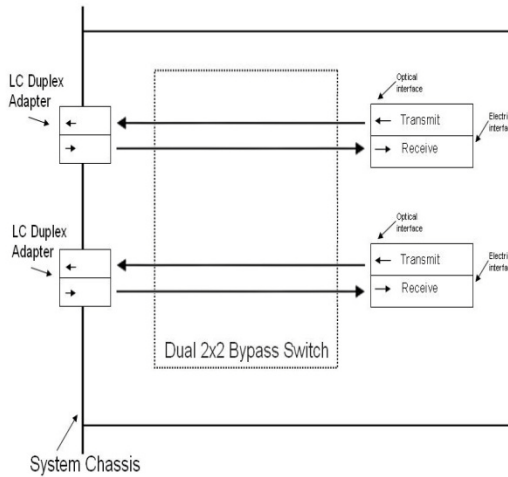 LC Duplex
Adapter
Optical
interface
Transmit
Receive
LC Duplex
Adapter
Optical
interface
Transmit
Receive
Dual 2x2 Bypass Switch
System Chassis